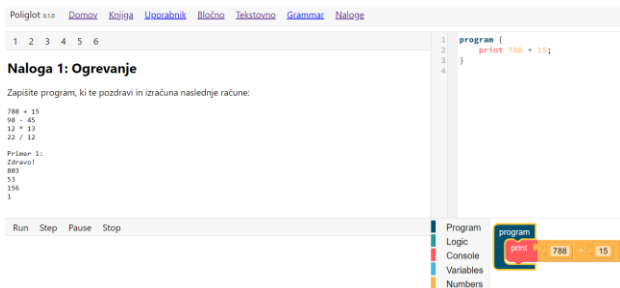 Poliglot 0.1.0 Domov Knjiga Uporabnik Bločno Tekstovno Grammar Naloge
1 2 3 4 5 6
Naloga 1: Ogrevanje
Zapišite program, ki te pozdravi in izračuna naslednje račune:
788 + 15
98 - 45
12 * 13
22 / 12
Primer 1:
Zdravo!
803
53
156
1
1 program {
2 print 788 + 15;
3 }
4
Run Step Pause Stop
Program
Logic
Console
Variables
Numbers
program
print 788 + 15